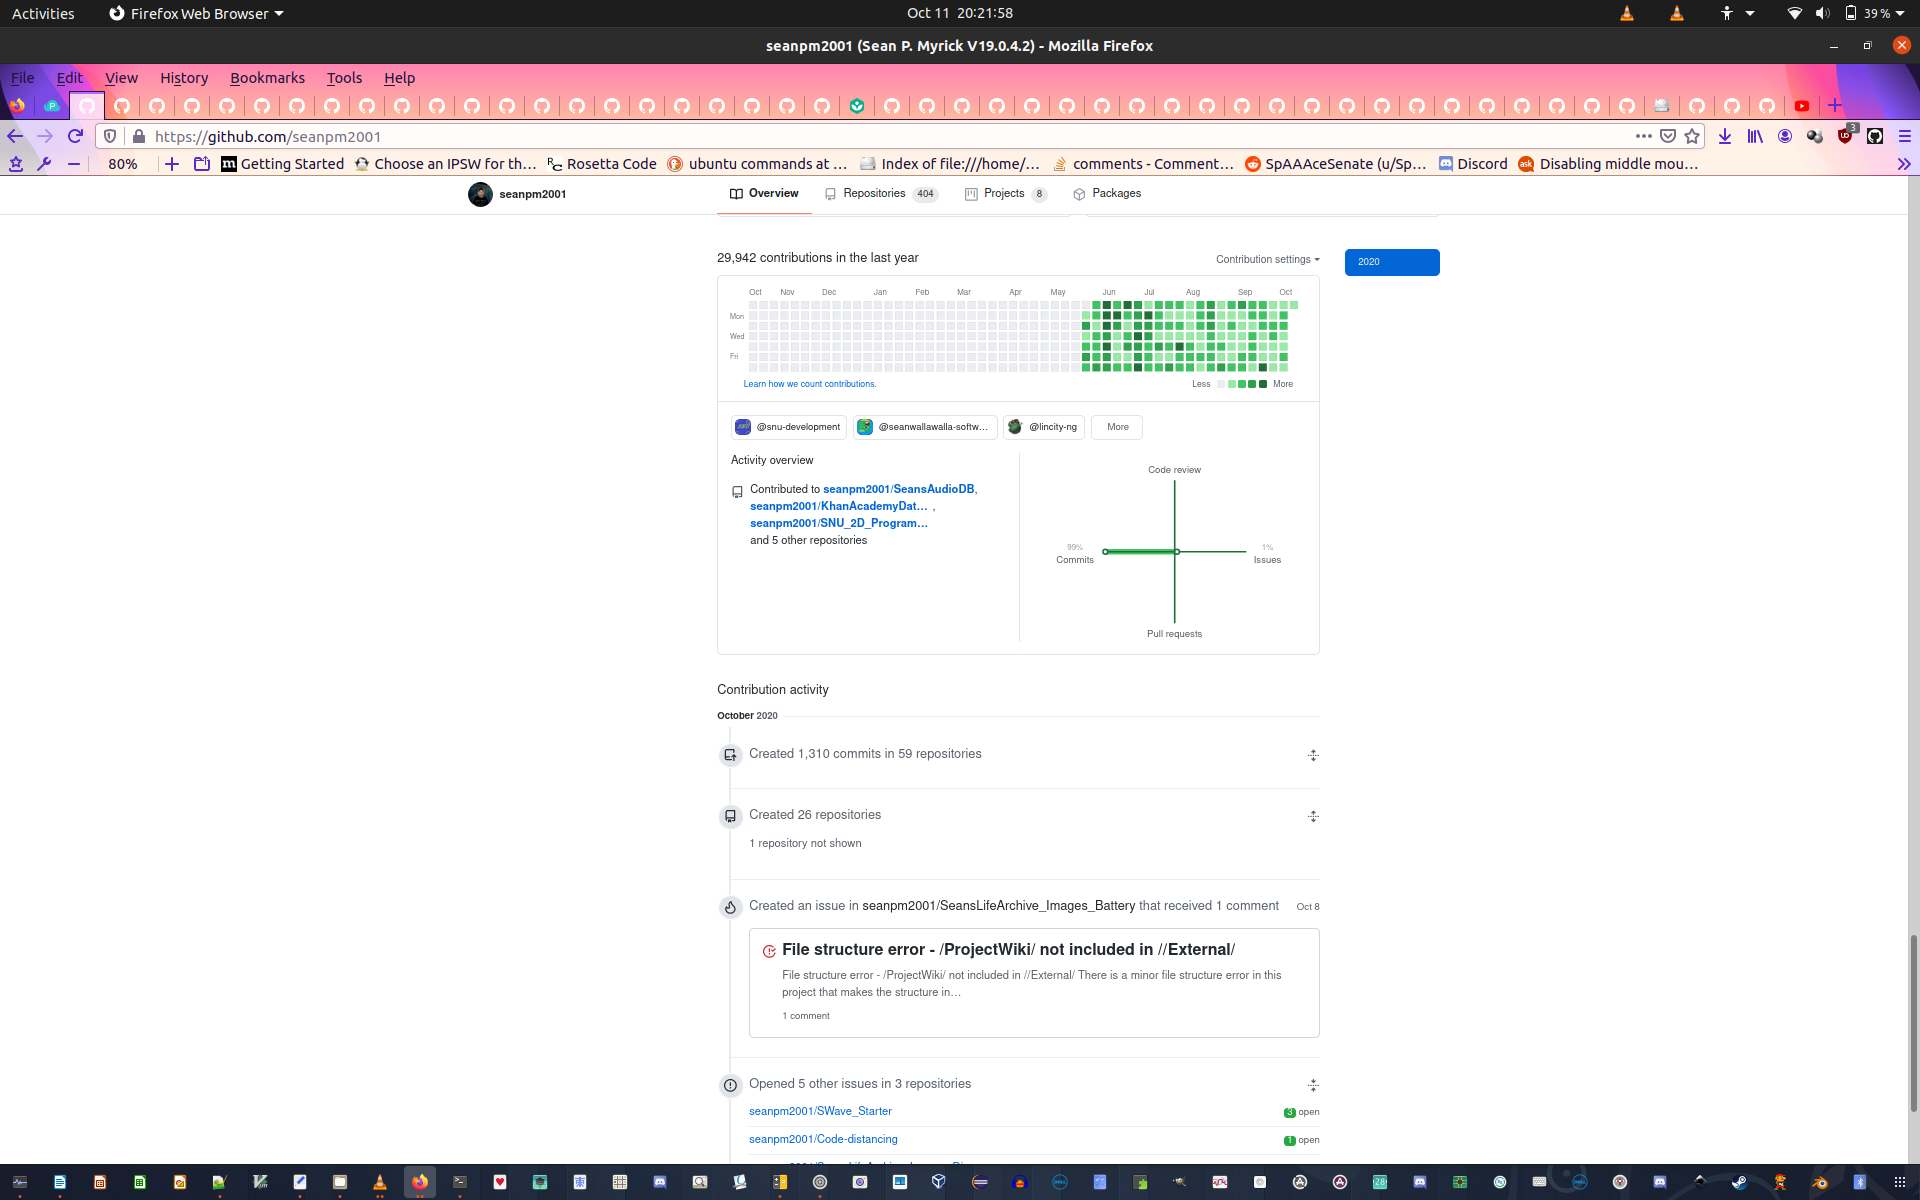 Activities Firefox Web Browser Oct 11 20:21:58 39 %
seanpm2001 (Sean P. Myrick V19.0.4.2) - Mozilla Firefox
File Edit View History Bookmarks Tools Help
https://github.com/seanpm2001 3
80% Getting Started Choose an IPSW for th… Rosetta Code ubuntu commands at … Index of file:///home/… comments - Comment… SpAAAceSenate (u/Sp… Discord Disabling middle mou…
seanpm2001 Overview Repositories 404 Projects 8 Packages
29,942 contributions in the last year Contribution settings 2020
Oct Nov Dec Jan Feb Mar Apr May Jun Jul Aug Sep Oct
Mon
Wed
Fri
Learn how we count contributions. Less More
@snu-development @seanwallawalla-softw… @lincity-ng More
Activity overview
Contributed to seanpm2001/SeansAudioDB,
seanpm2001/KhanAcademyDat… ,
seanpm2001/SNU_2D_Program…
and 5 other repositories
Code review
99% Commits
1% Issues
Pull requests
Contribution activity
October 2020
Created 1,310 commits in 59 repositories
Created 26 repositories
1 repository not shown
Created an issue in seanpm2001/SeansLifeArchive_Images_Battery that received 1 comment Oct 8
File structure error - /ProjectWiki/ not included in //External/
File structure error - /ProjectWiki/ not included in //External/ There is a minor file structure error in this
project that makes the structure in…
1 comment
Opened 5 other issues in 3 repositories
seanpm2001/SWave_Starter 3 open
seanpm2001/Code-distancing 1 open